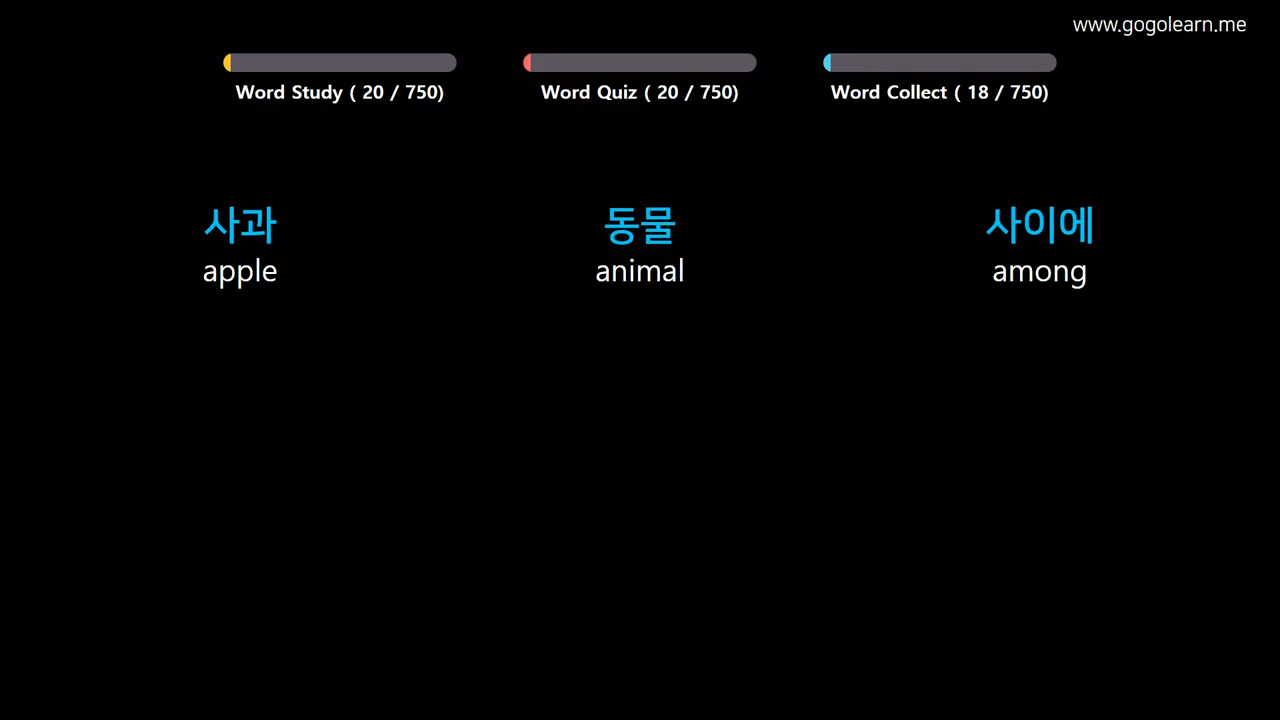 www.gogolearn.me
Word Study ( 20 / 750)
Word Quiz ( 20 / 750)
Word Collect ( 18 / 750)
사과
apple
동물
animal
사이에
among